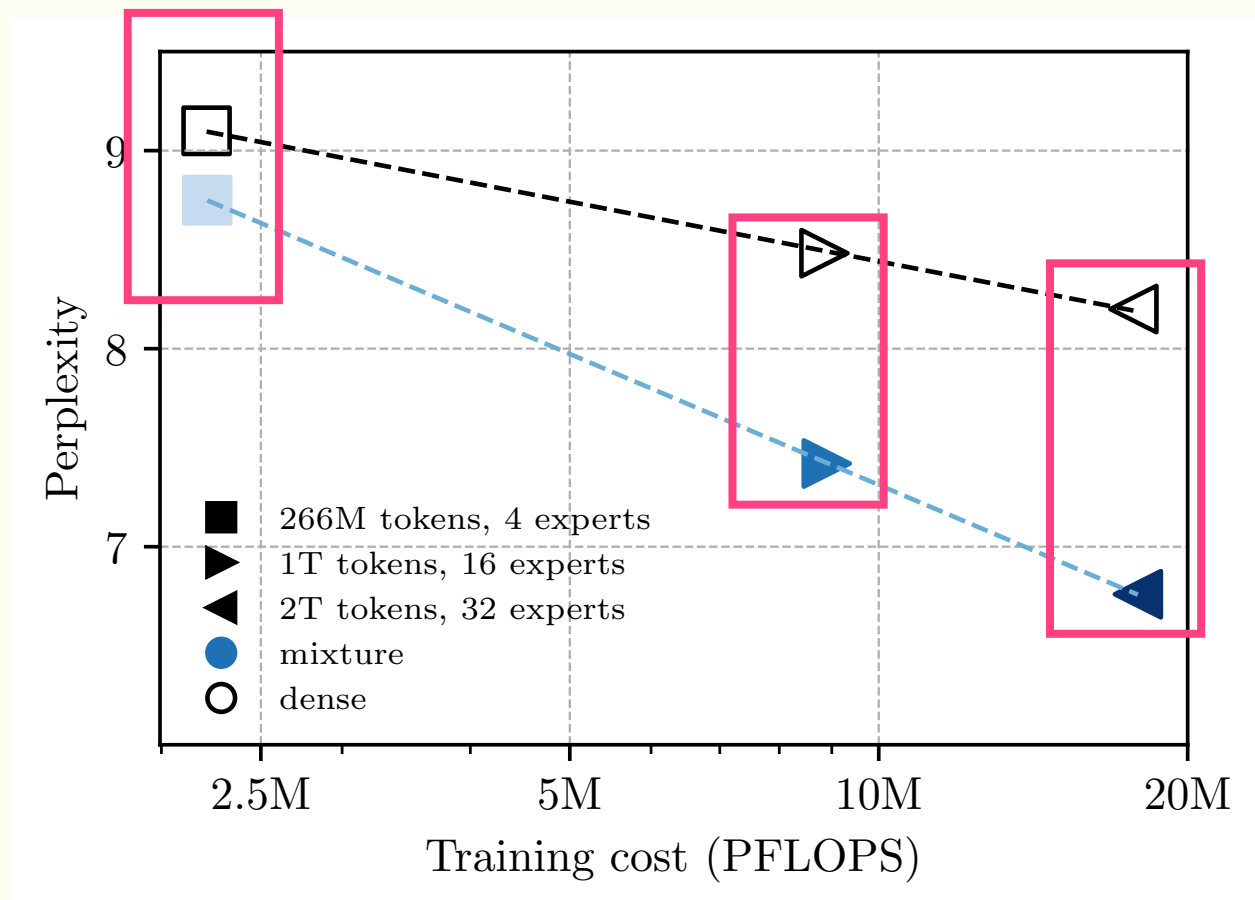 9
8
7
Perplexity
266M tokens, 4 experts
1T tokens, 16 experts
2T tokens, 32 experts
mixture
dense
2.5M 5M 10M 20M
Training cost (PFLOPS)